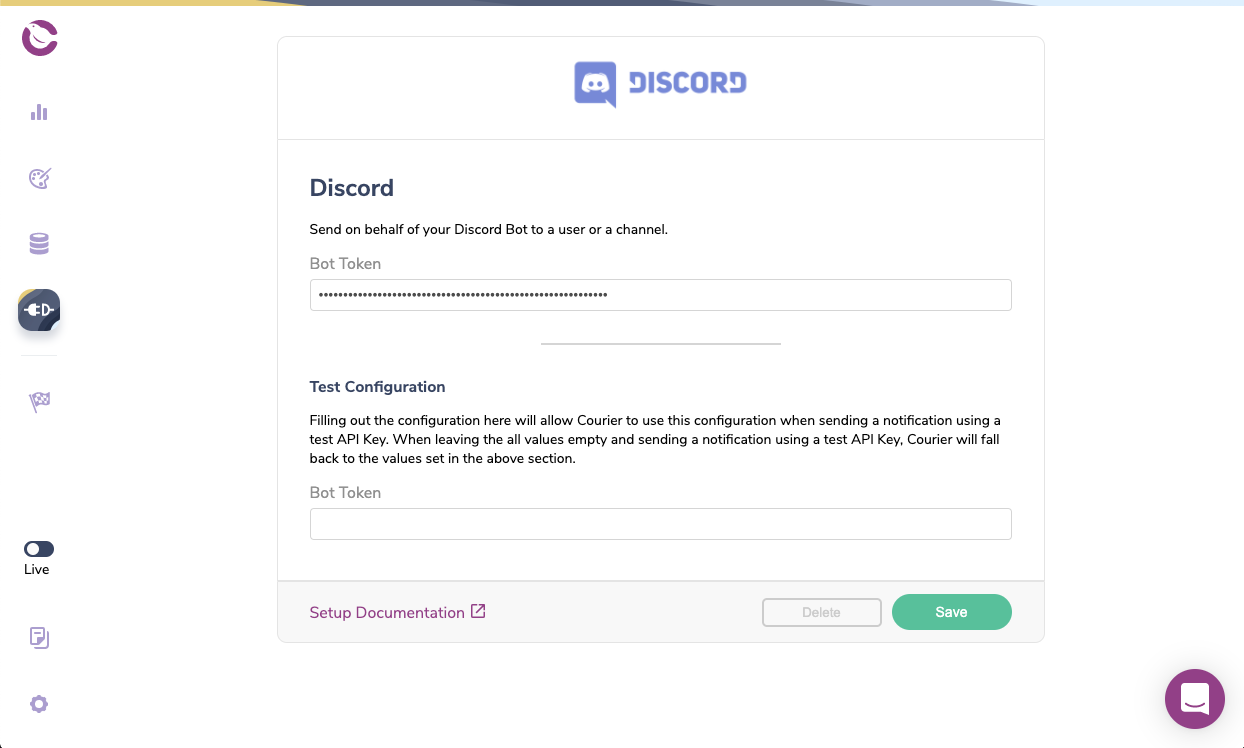 DISCORD
Discord
Send on behalf of your Discord Bot to a user or a channel.
Bot Token
Test Configuration
Filling out the configuration here will allow Courier to use this configuration when sending a notification using a
test API Key. When leaving the all values empty and sending a notification using a test API Key, Courier will fall
back to the values set in the above section.
Bot Token
Live
Setup Documentation
Delete
Save